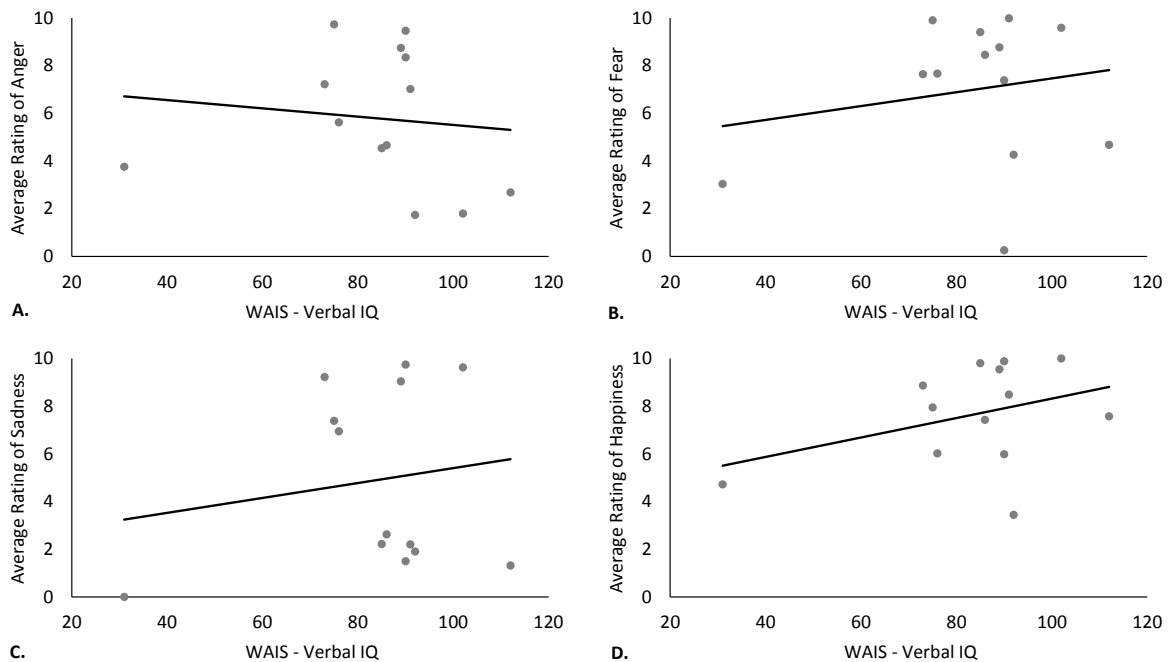 10
8
6
4
2
0
20 40 60 80 100 120
Average Rating of Anger
WAIS - Verbal IQ
A.
10
8
6
4
2
0
20 40 60 80 100 120
Average Rating of Fear
WAIS - Verbal IQ
B.
10
8
6
4
2
0
20 40 60 80 100 120
Average Rating of Sadness
WAIS - Verbal IQ
C.
10
8
6
4
2
0
20 40 60 80 100 120
Average Rating of Happiness
WAIS - Verbal IQ
D.